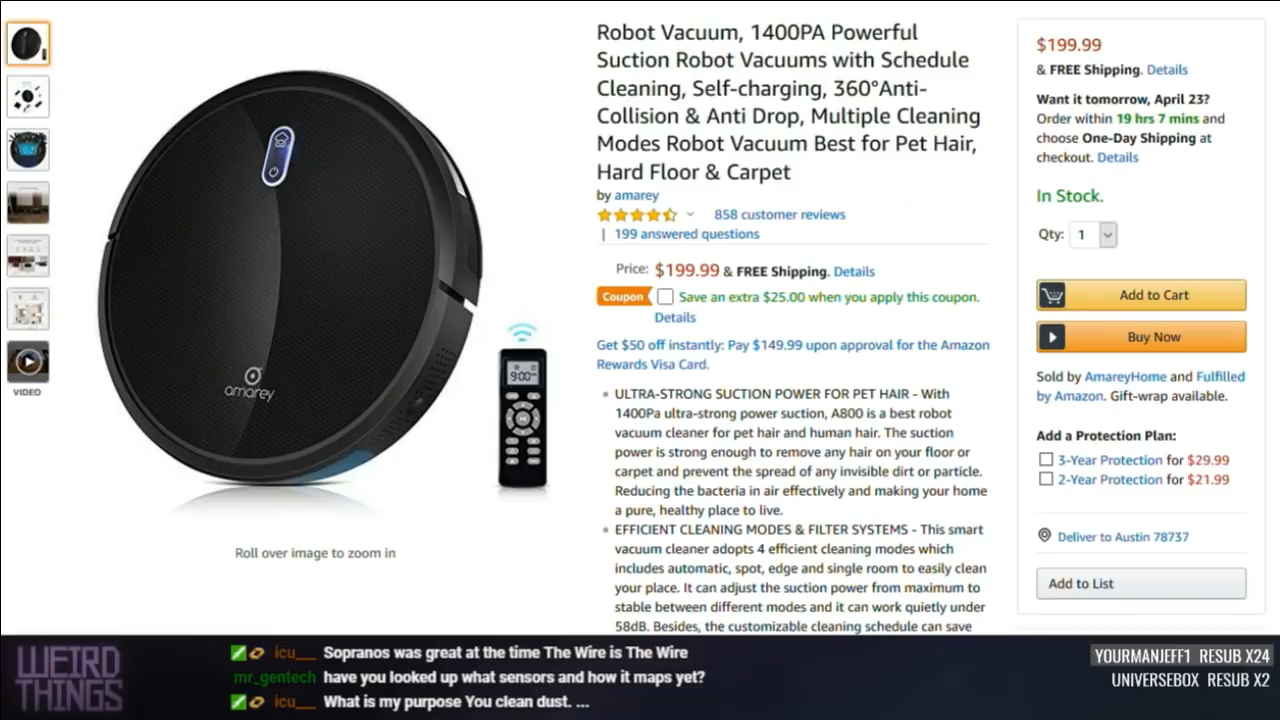 Robot Vacuum, 1400PA Powerful
Suction Robot Vacuums with Schedule
Cleaning, Self-charging, 360°Anti-
Collision & Anti Drop, Multiple Cleaning
Modes Robot Vacuum Best for Pet Hair,
Hard Floor & Carpet
by amarey
858 customer reviews
| 199 answered questions
Price: $199.99 & FREE Shipping. Details
Coupon Save an extra $25.00 when you apply this coupon.
Details
Get $50 off instantly: Pay $149.99 upon approval for the Amazon
Rewards Visa Card.
• ULTRA-STRONG SUCTION POWER FOR PET HAIR - With
1400Pa ultra-strong power suction, A800 is a best robot
vacuum cleaner for pet hair and human hair. The suction
power is strong enough to remove any hair on your floor or
carpet and prevent the spread of any invisible dirt or particle.
Reducing the bacteria in air effectively and making your home
a pure, healthy place to live.
• EFFICIENT CLEANING MODES & FILTER SYSTEMS - This smart
vacuum cleaner adopts 4 efficient cleaning modes which
includes automatic, spot, edge and single room to easily clean
your place. It can adjust the suction power from maximum to
stable between different modes and it can work quietly under
58dB. Besides, the customizable cleaning schedule can save
$199.99
& FREE Shipping. Details
Want it tomorrow, April 23?
Order within 19 hrs 7 mins and
choose One-Day Shipping at
checkout. Details
In Stock.
Qty: 1
Add to Cart
Buy Now
Sold by AmareyHome and Fulfilled
by Amazon. Gift-wrap available.
Add a Protection Plan:
3-Year Protection for $29.99
2-Year Protection for $21.99
Deliver to Austin 78737
Add to List
amarey
9:00
VIDEO
Roll over image to zoom in
WEIRD
THINGS
icu__ Sopranos was great at the time The Wire is The Wire
mr_gentech have you looked up what sensors and how it maps yet?
icu__ What is my purpose You clean dust. ...
YOURMANJEFF1 RESUB X24
UNIVERSEBOX RESUB X2